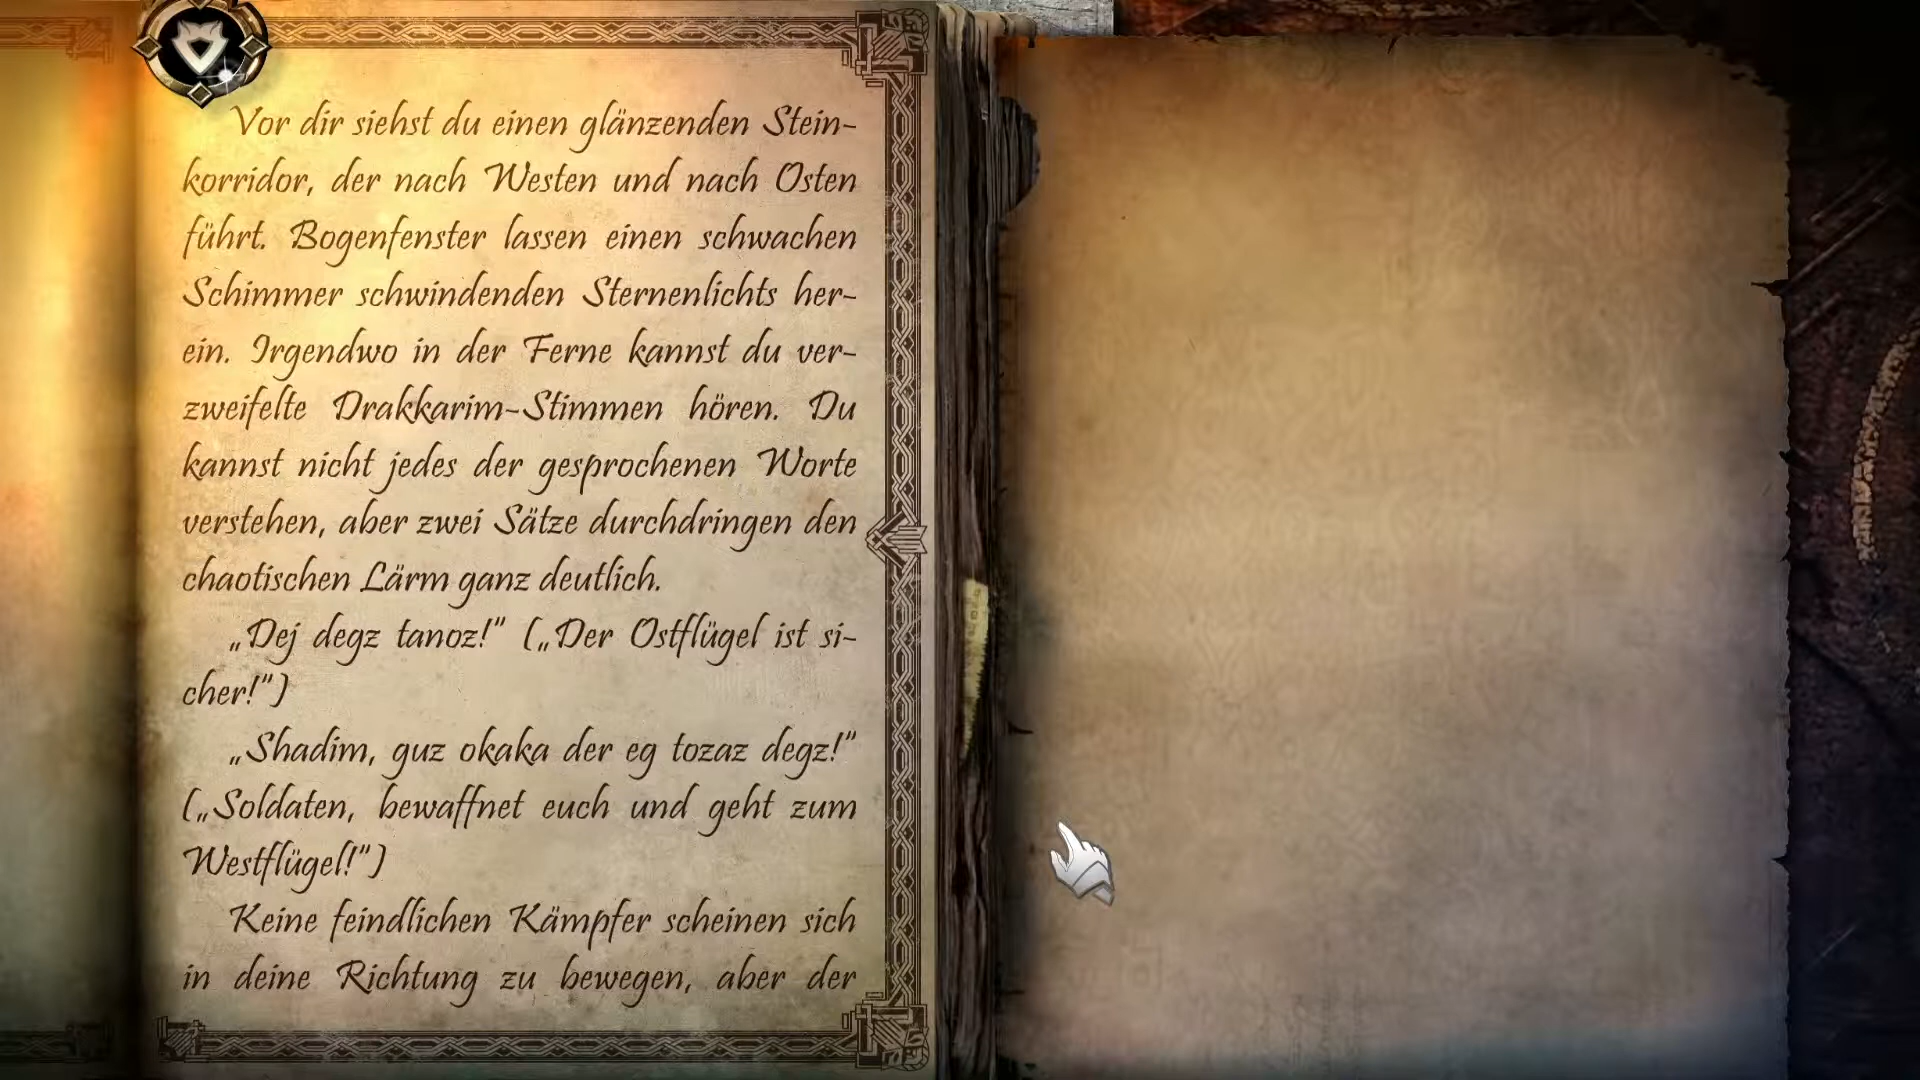 Vor dir siehst du einen glänzenden Stein-
korridor, der nach Westen und nach Osten
führt. Bogenfenster lassen einen schwachen
Schimmer schwindenden Sternenlichts her-
ein. Irgendwo in der Ferne kannst du ver-
zweifelte Drakkarim-Stimmen hören. Du
kannst nicht jedes der gesprochenen Worte
verstehen, aber zwei Sätze durchdringen den
chaotischen Lärm ganz deutlich.
„Dej degz tanoz!" („Der Ostflügel ist si-
cher!")
„Shadim, guz okaka der eg tozaz degz!"
(„Soldaten, bewaffnet euch und geht zum
Westflügel!")
Keine feindlichen Kämpfer scheinen sich
in deine Richtung zu bewegen, aber der